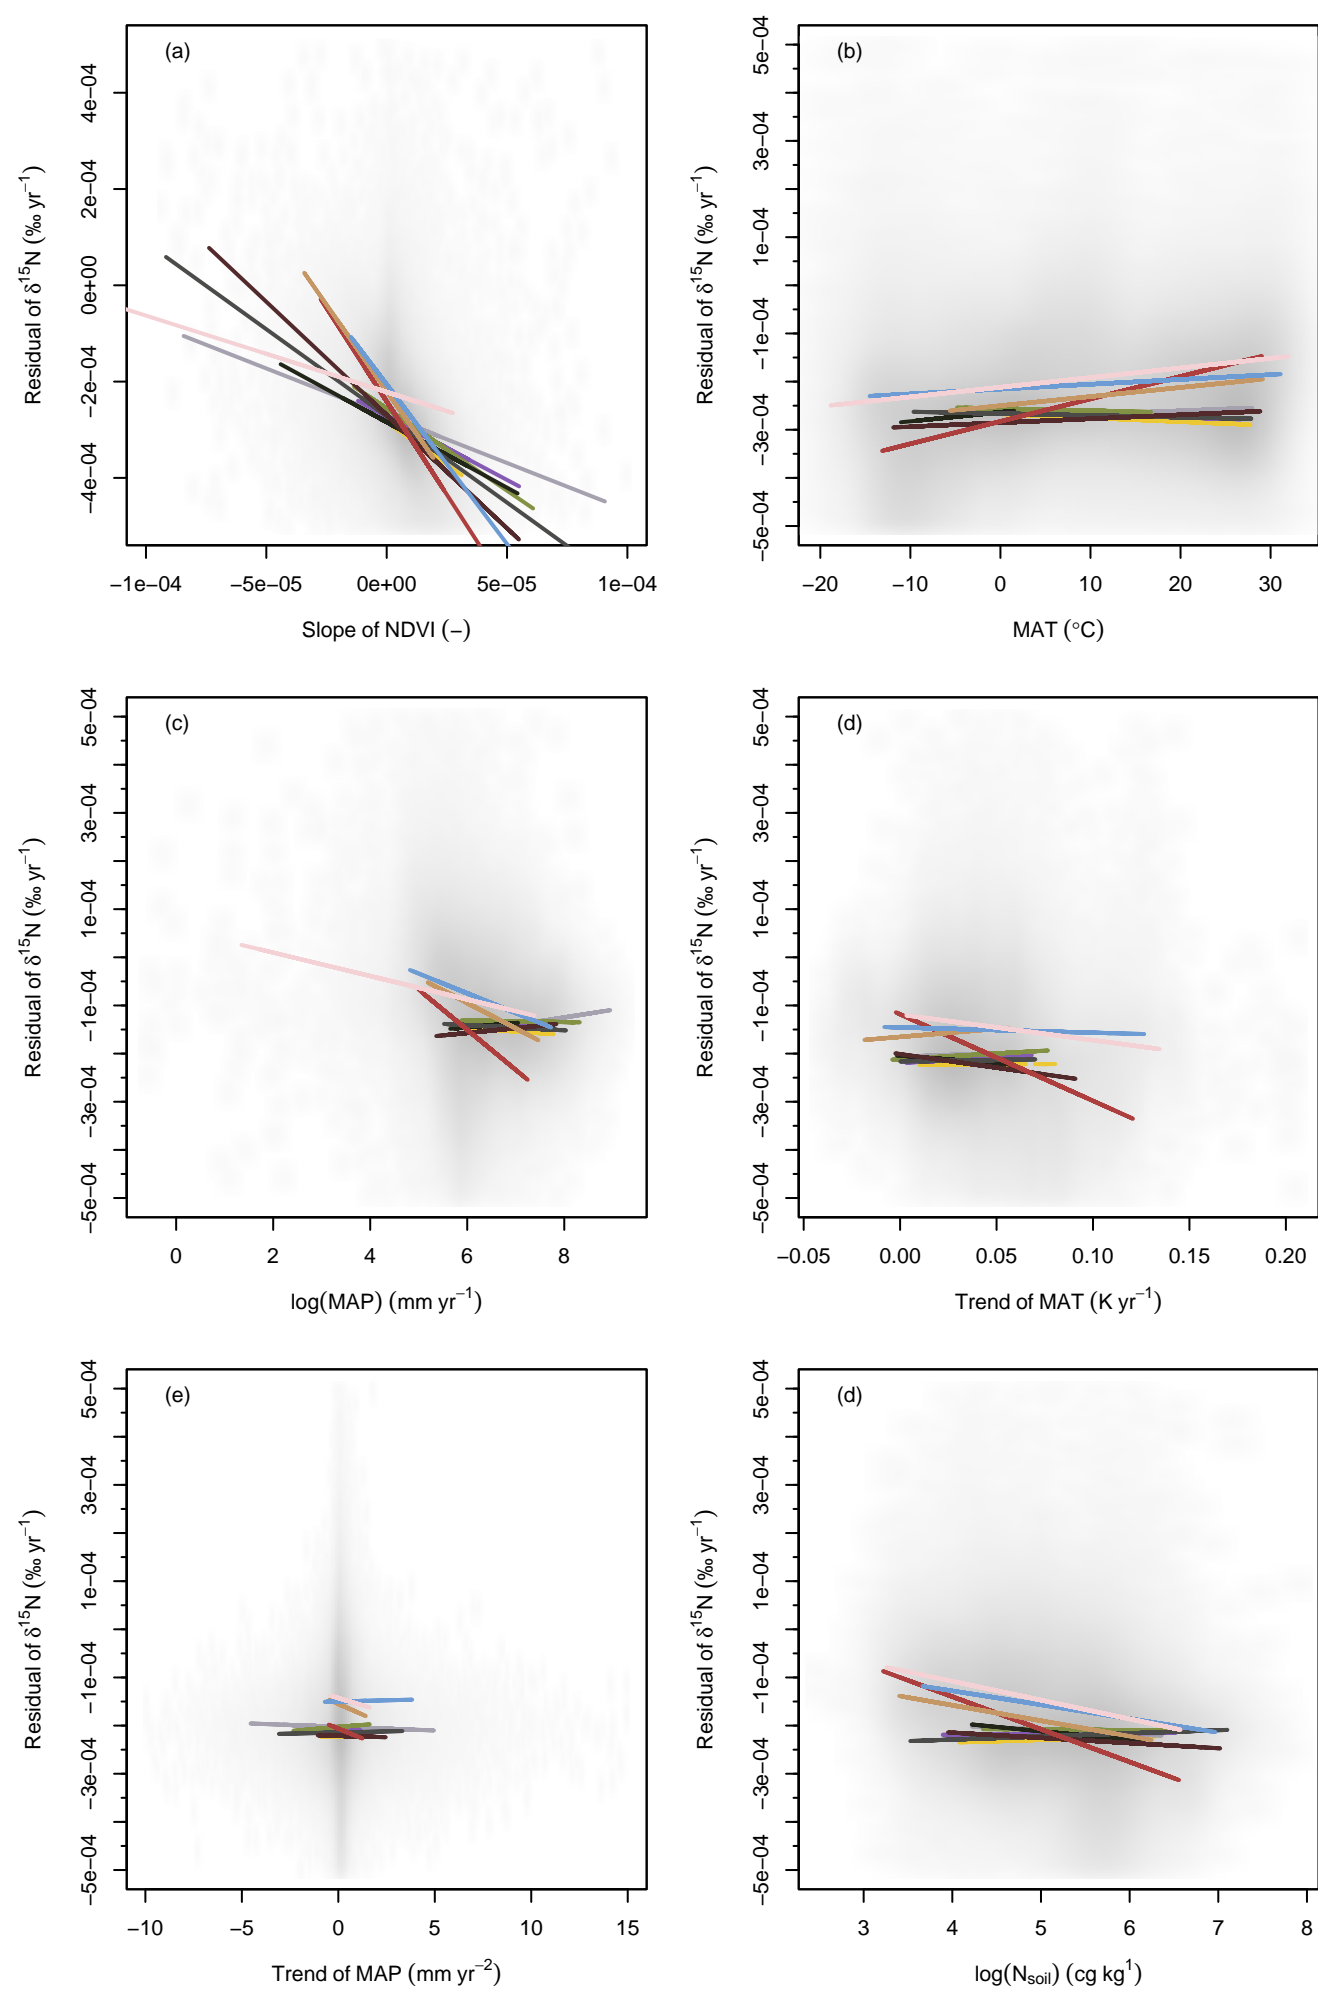 (a)
4e−04
2e−04
0e+00
−2e−04
−4e−04
Residual of δ¹⁵N (‰ yr⁻¹)
−1e−04 −5e−05 0e+00 5e−05 1e−04
Slope of NDVI (−)
(b)
5e−04
3e−04
1e−04
−1e−04
−3e−04
−5e−04
Residual of δ¹⁵N (‰ yr⁻¹)
−20 −10 0 10 20 30
MAT (°C)
(c)
5e−04
3e−04
1e−04
−1e−04
−3e−04
−5e−04
Residual of δ¹⁵N (‰ yr⁻¹)
0 2 4 6 8
log(MAP) (mm yr⁻¹)
(d)
5e−04
3e−04
1e−04
−1e−04
−3e−04
−5e−04
Residual of δ¹⁵N (‰ yr⁻¹)
−0.05 0.00 0.05 0.10 0.15 0.20
Trend of MAT (K yr⁻¹)
(e)
5e−04
3e−04
1e−04
−1e−04
−3e−04
−5e−04
Residual of δ¹⁵N (‰ yr⁻¹)
−10 −5 0 5 10 15
Trend of MAP (mm yr⁻²)
(d)
5e−04
3e−04
1e−04
−1e−04
−3e−04
−5e−04
Residual of δ¹⁵N (‰ yr⁻¹)
3 4 5 6 7 8
log(Nsoil) (cg kg¹)